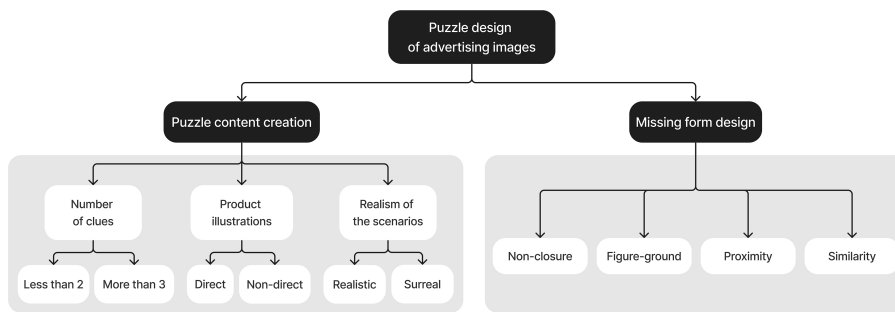 Puzzle design
of advertising images
Puzzle content creation
Missing form design
Number
of clues
Product
illustrations
Realism of
the scenarios
Non-closure
Figure-ground
Proximity
Similarity
Less than 2
More than 3
Direct
Non-direct
Realistic
Surreal